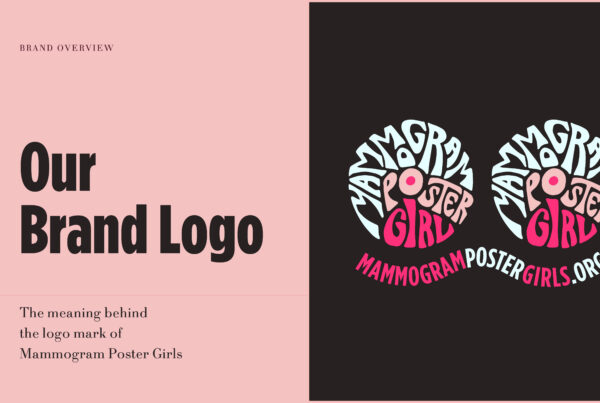 BRAND OVERVIEW
Our
Brand Logo
The meaning behind
the logo mark of
Mammogram Poster Girls
MAMMOGRAM
POSTER
GIRL
MAMMOGRAM
POSTER
GIRL
MAMMOGRAMPOSTERGIRLS.ORG